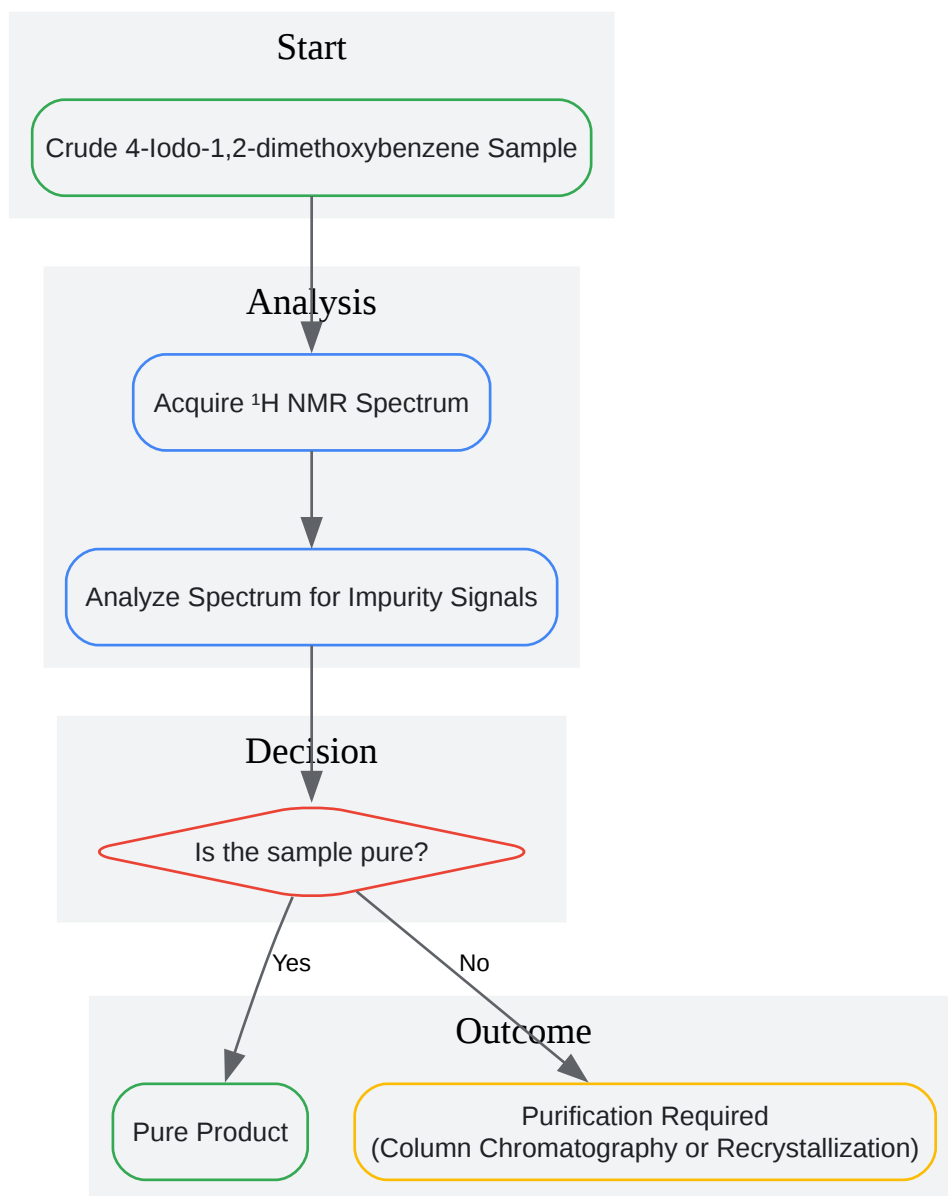 Start
Crude 4-Iodo-1,2-dimethoxybenzene Sample
Analysis
Acquire ¹H NMR Spectrum
Analyze Spectrum for Impurity Signals
Decision
Is the sample pure?
Yes
No
Outcome
Pure Product
Purification Required
(Column Chromatography or Recrystallization)